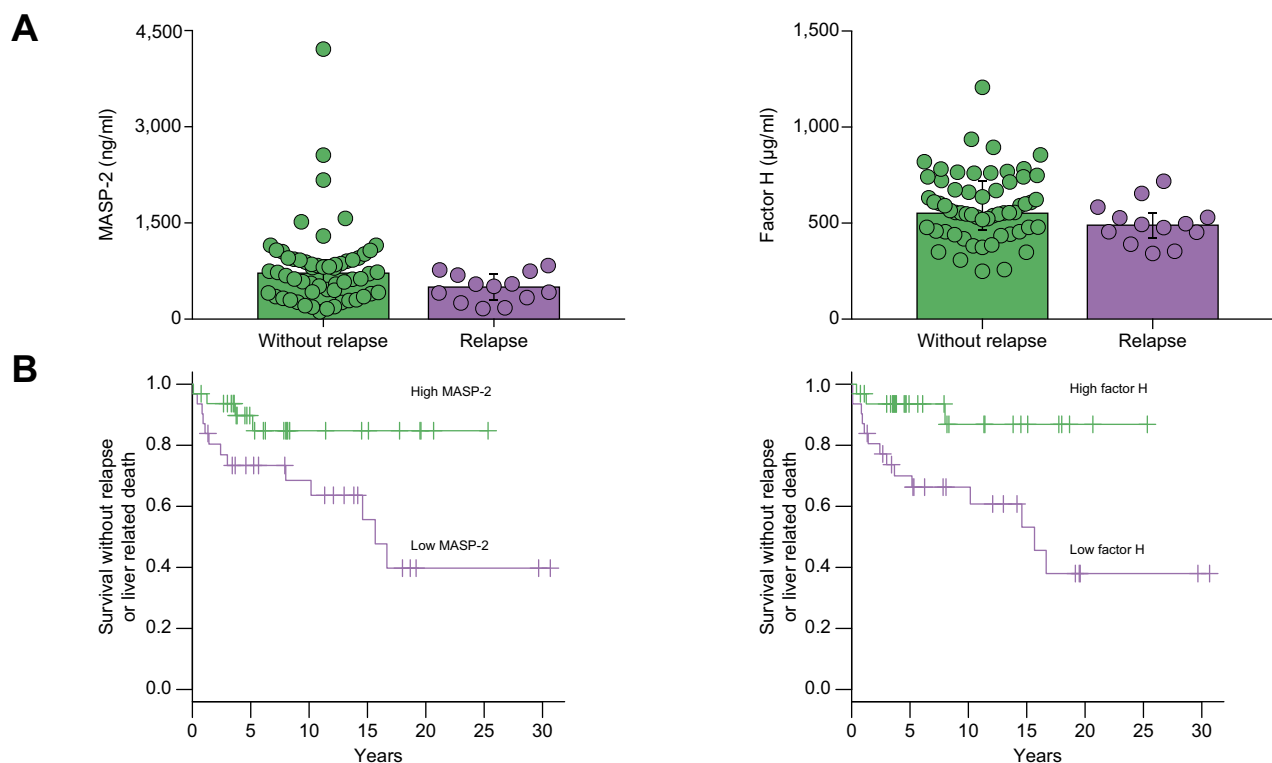 A
MASP-2 (ng/ml)
4,500
3,000
1,500
0
Without relapse
Relapse
Factor H (μg/ml)
1,500
1,000
500
0
Without relapse
Relapse
B
Survival without relapse
or liver related death
1.0
0.8
0.6
0.4
0.2
0.0
High MASP-2
Low MASP-2
0 5 10 15 20 25 30
Years
Survival without relapse
or liver related death
1.0
0.8
0.6
0.4
0.2
0.0
High factor H
Low factor H
0 5 10 15 20 25 30
Years